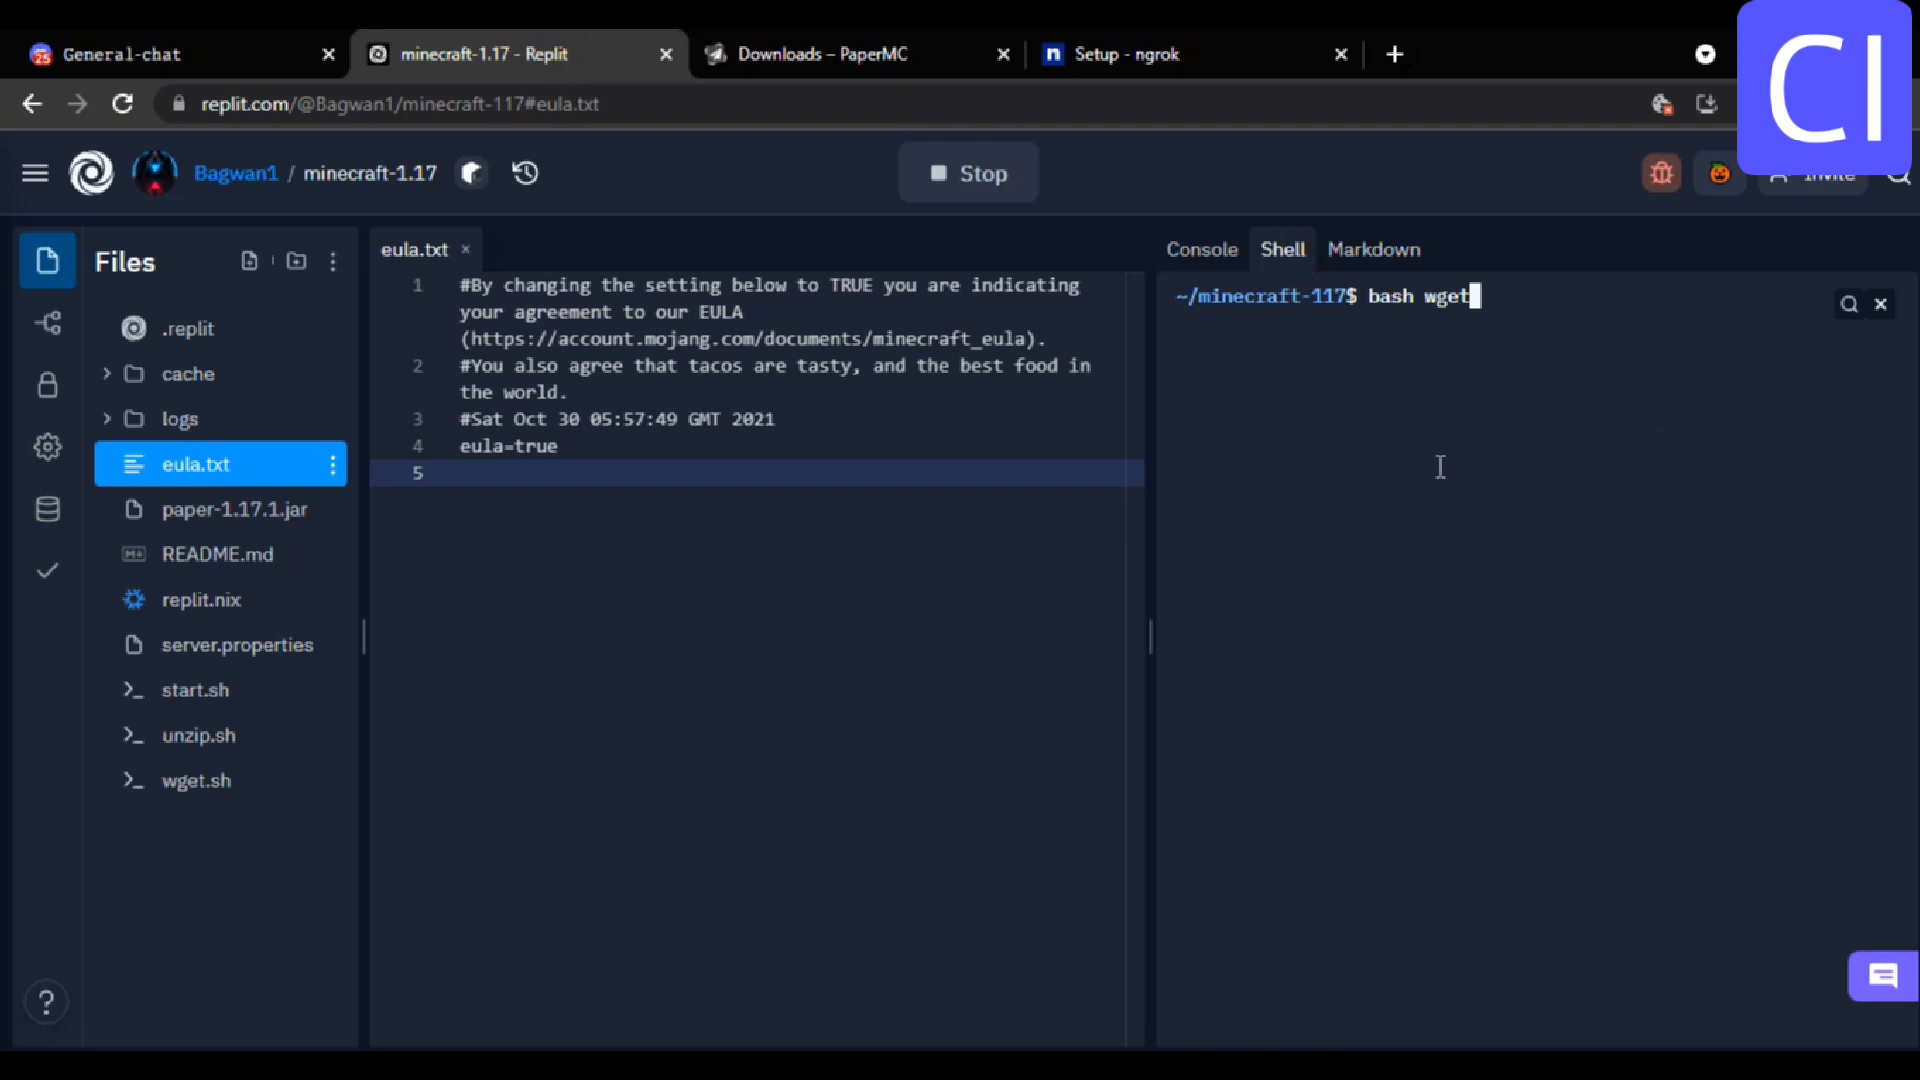 General-chat
minecraft-1.17 - Replit
Downloads – PaperMC
n Setup - ngrok
25
replit.com/@Bagwan1/minecraft-117#eula.txt
CI
Bagwan1 / minecraft-1.17
Stop
Invite
Files
eula.txt
Console Shell Markdown
1 #By changing the setting below to TRUE you are indicating
your agreement to our EULA
(https://account.mojang.com/documents/minecraft_eula).
2 #You also agree that tacos are tasty, and the best food in
the world.
3 #Sat Oct 30 05:57:49 GMT 2021
4 eula=true
5
~/minecraft-117$ bash wget
.replit
cache
logs
eula.txt
paper-1.17.1.jar
M↓ README.md
replit.nix
server.properties
>_ start.sh
>_ unzip.sh
>_ wget.sh
?